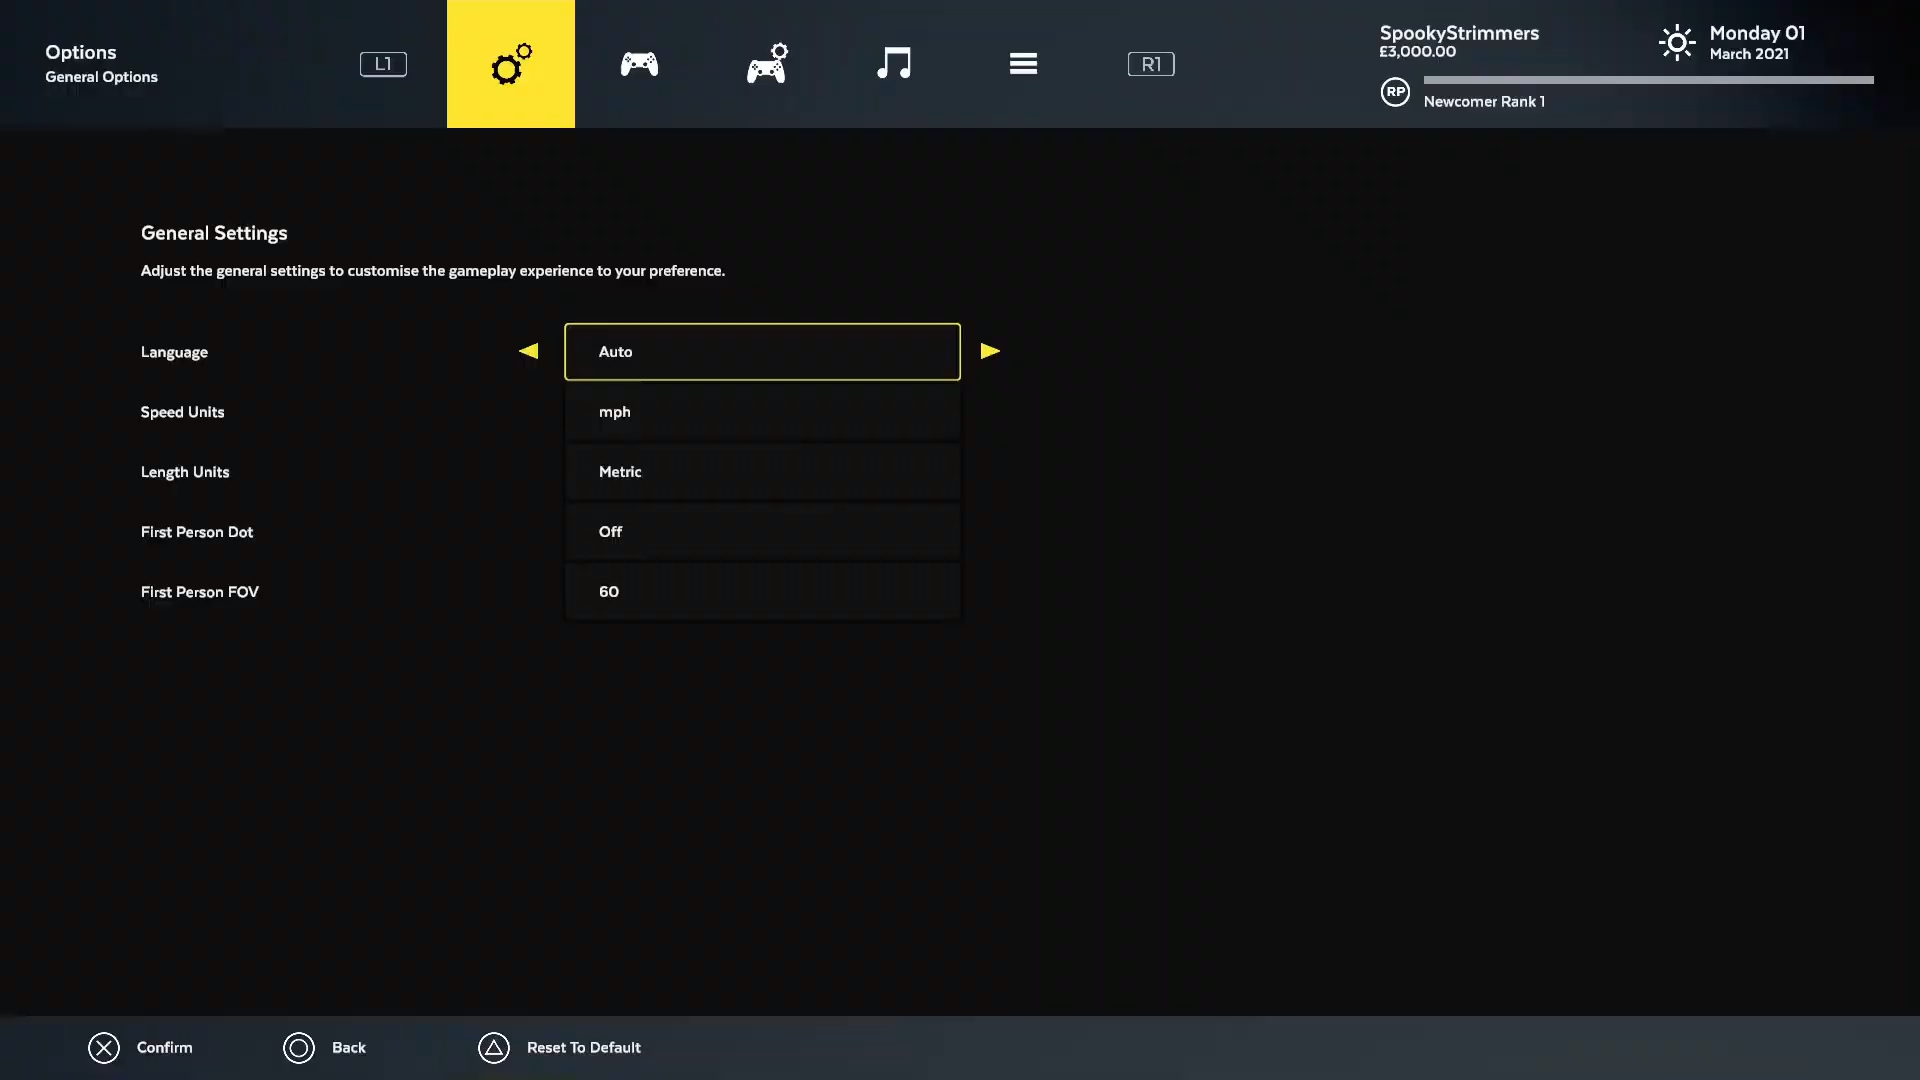 Options
General Options
L1
R1
SpookyStrimmers
£3,000.00
Monday 01
March 2021
RP
Newcomer Rank 1
General Settings
Adjust the general settings to customise the gameplay experience to your preference.
Language
Auto
Speed Units
mph
Length Units
Metric
First Person Dot
Off
First Person FOV
60
Confirm
Back
Reset To Default